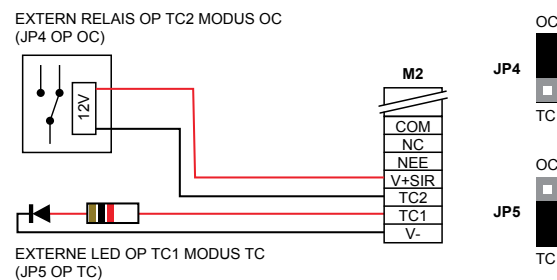 EXTERN RELAIS OP TC2 MODUS OC
(JP4 OP OC)
12V
M2
COM
NC
NEE
V+SIR
TC2
TC1
V-
EXTERNE LED OP TC1 MODUS TC
(JP5 OP TC)
OC
JP4
TC
OC
JP5
TC